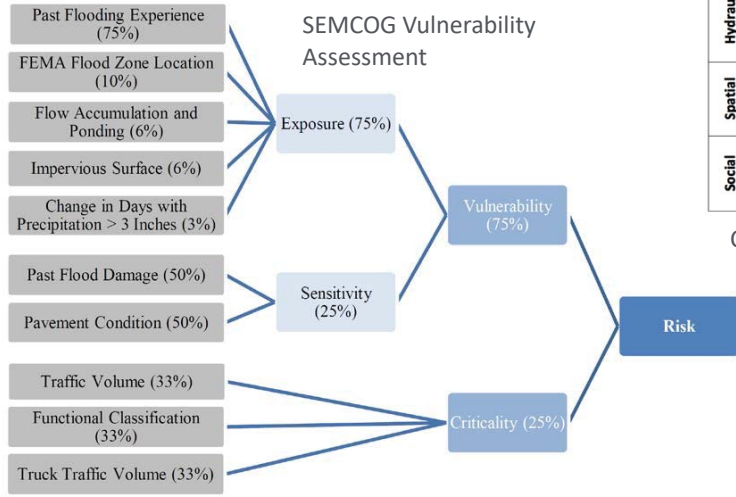 SEMCOG Vulnerability
Assessment
Past Flooding Experience
(75%)
FEMA Flood Zone Location
(10%)
Flow Accumulation and
Ponding (6%)
Impervious Surface (6%)
Change in Days with
Precipitation > 3 Inches (3%)
Exposure (75%)
Past Flood Damage (50%)
Pavement Condition (50%)
Sensitivity
(25%)
Vulnerability
(75%)
Traffic Volume (33%)
Functional Classification
(33%)
Truck Traffic Volume (33%)
Criticality (25%)
Risk
Spatial
Social